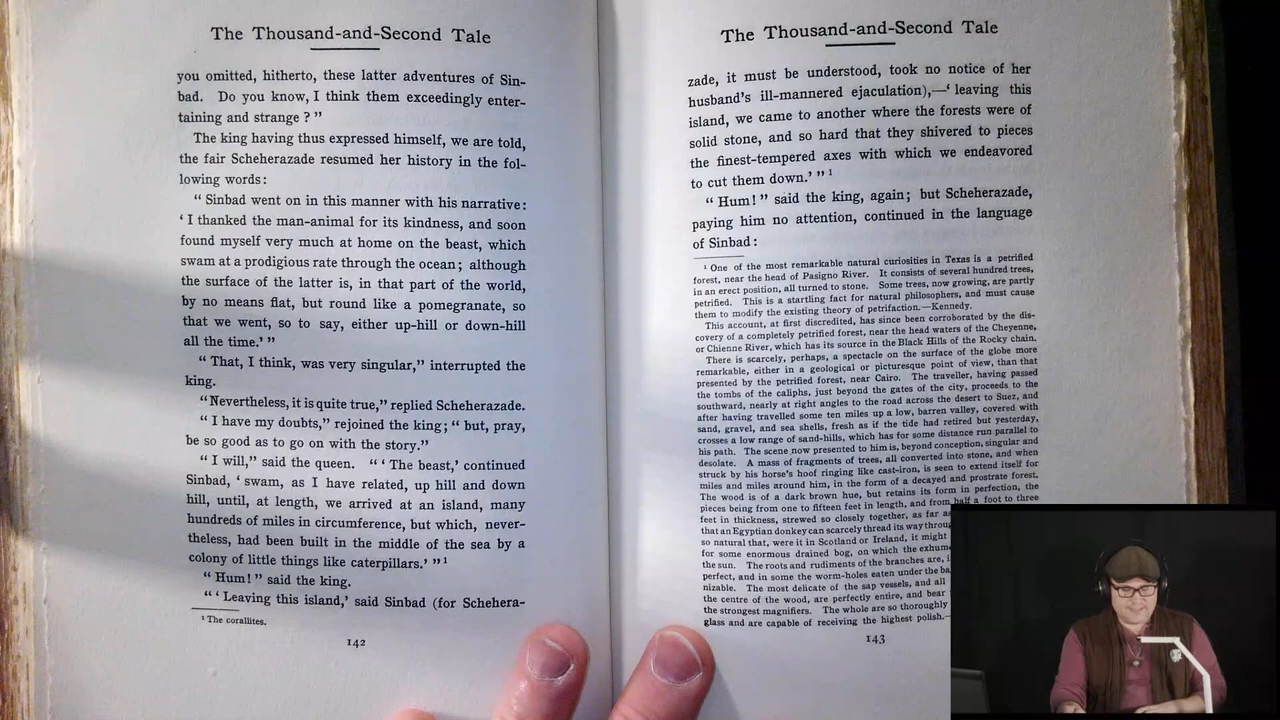 The Thousand-and-Second Tale
you omitted, hitherto, these latter adventures of Sin-
bad. Do you know, I think them exceedingly enter-
taining and strange ? ”
The king having thus expressed himself, we are told,
the fair Scheherazade resumed her history in the fol-
lowing words:
“ Sinbad went on in this manner with his narrative:
‘ I thanked the man-animal for its kindness, and soon
found myself very much at home on the beast, which
swam at a prodigious rate through the ocean; although
the surface of the latter is, in that part of the world,
by no means flat, but round like a pomegranate, so
that we went, so to say, either up-hill or down-hill
all the time.’ ”
“ That, I think, was very singular,” interrupted the
king.
“Nevertheless, it is quite true,” replied Scheherazade.
“ I have my doubts,” rejoined the king; “ but, pray,
be so good as to go on with the story.”
“ I will,” said the queen. “ ‘ The beast,’ continued
Sinbad, ‘ swam, as I have related, up hill and down
hill, until, at length, we arrived at an island, many
hundreds of miles in circumference, but which, never-
theless, had been built in the middle of the sea by a
colony of little things like caterpillars.’ ”¹
“ Hum! ” said the king.
“ ‘ Leaving this island,’ said Sinbad (for Schehera-
¹ The corallites.
142
The Thousand-and-Second Tale
zade, it must be understood, took no notice of her
husband’s ill-mannered ejaculation),—‘ leaving this
island, we came to another where the forests were of
solid stone, and so hard that they shivered to pieces
the finest-tempered axes with which we endeavored
to cut them down.’ ” ¹
“ Hum! ” said the king, again; but Scheherazade,
paying him no attention, continued in the language
of Sinbad:
¹ One of the most remarkable natural curiosities in Texas is a petrified
forest, near the head of Pasigno River. It consists of several hundred trees,
in an erect position, all turned to stone. Some trees, now growing, are partly
petrified. This is a startling fact for natural philosophers, and must cause
them to modify the existing theory of petrifaction.—Kennedy.
This account, at first discredited, has since been corroborated by the dis-
covery of a completely petrified forest, near the head waters of the Cheyenne,
or Chienne River, which has its source in the Black Hills of the Rocky chain.
There is scarcely, perhaps, a spectacle on the surface of the globe more
remarkable, either in a geological or picturesque point of view, than that
presented by the petrified forest, near Cairo. The traveller, having passed
the tombs of the caliphs, just beyond the gates of the city, proceeds to the
southward, nearly at right angles to the road across the desert to Suez, and
after having travelled some ten miles up a low, barren valley, covered with
sand, gravel, and sea shells, fresh as if the tide had retired but yesterday,
crosses a low range of sand-hills, which has for some distance run parallel to
his path. The scene now presented to him is, beyond conception, singular and
desolate. A mass of fragments of trees, all converted into stone, and when
struck by his horse’s hoof ringing like cast-iron, is seen to extend itself for
miles and miles around him, in the form of a decayed and prostrate forest.
The wood is of a dark brown hue, but retains its form in perfection, the
pieces being from one to fifteen feet in length, and from half a foot to three
feet in thickness, strewed so closely together, as far as
that an Egyptian donkey can scarcely thread its way
so natural that, were it in Scotland or Ireland, it might
for some enormous drained bog, on which the
the sun. The roots and rudiments of the branches are,
perfect, and in some the worm-holes eaten under the
nizable. The most delicate of the sap vessels, and all
the centre of the wood, are perfectly entire, and bear
the strongest magnifiers. The whole are so thoroughly
glass and are capable of receiving the highest polish.—
143